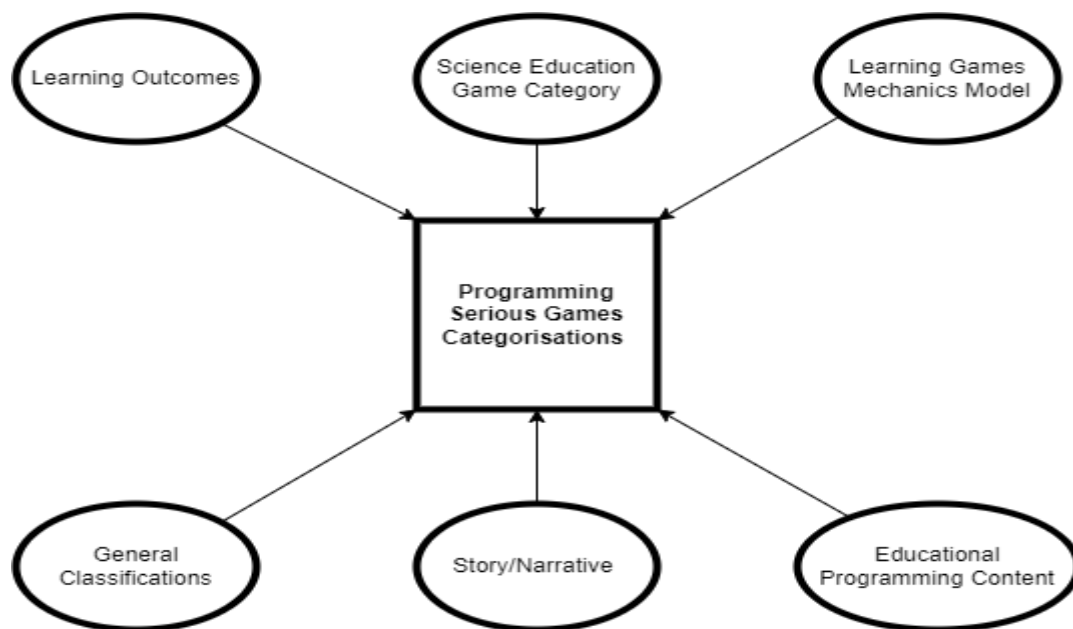 Learning Outcomes
Science Education
Game Category
Learning Games
Mechanics Model
Programming
Serious Games
Categorisations
General
Classifications
Story/Narrative
Educational
Programming Content